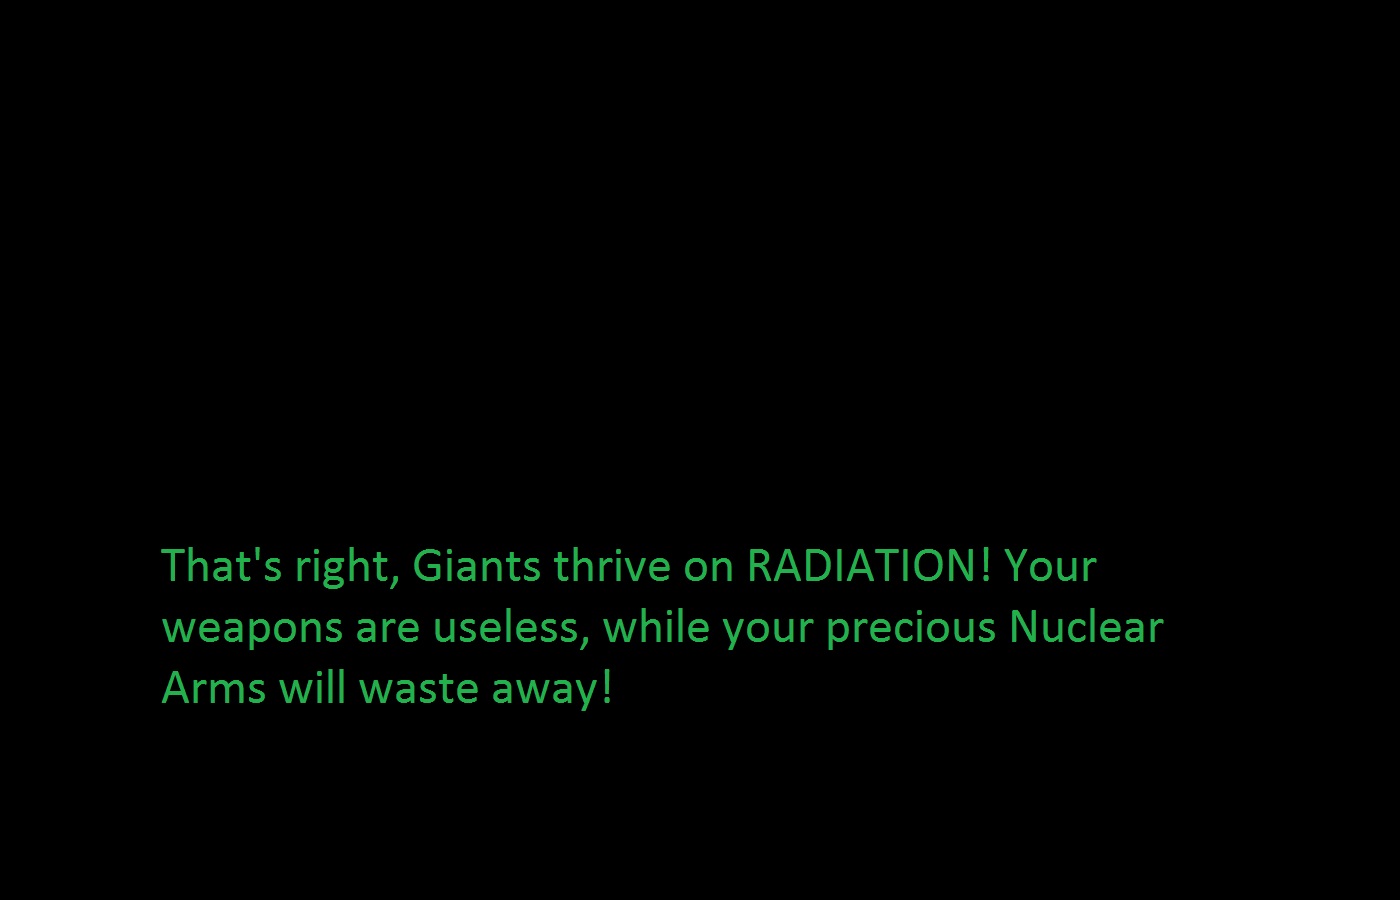 That's right, Giants thrive on RADIATION! Your
weapons are useless, while your precious Nuclear
Arms will waste away!